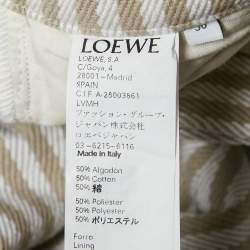 36
LOEWE
LOEWE, S.A
C/Goya, 4
28001-Madrid
SPAIN
C.I.F. A-28003861
LVMH
ファッション・グループ・
ジャパン株式会社
ロエベジャパン
03-6215-6116
Made in Italy
50% Algodon
50% Cotton
50% 綿
50% Poliester
50% Polyester
50% ポリエステル
Forro
Lining